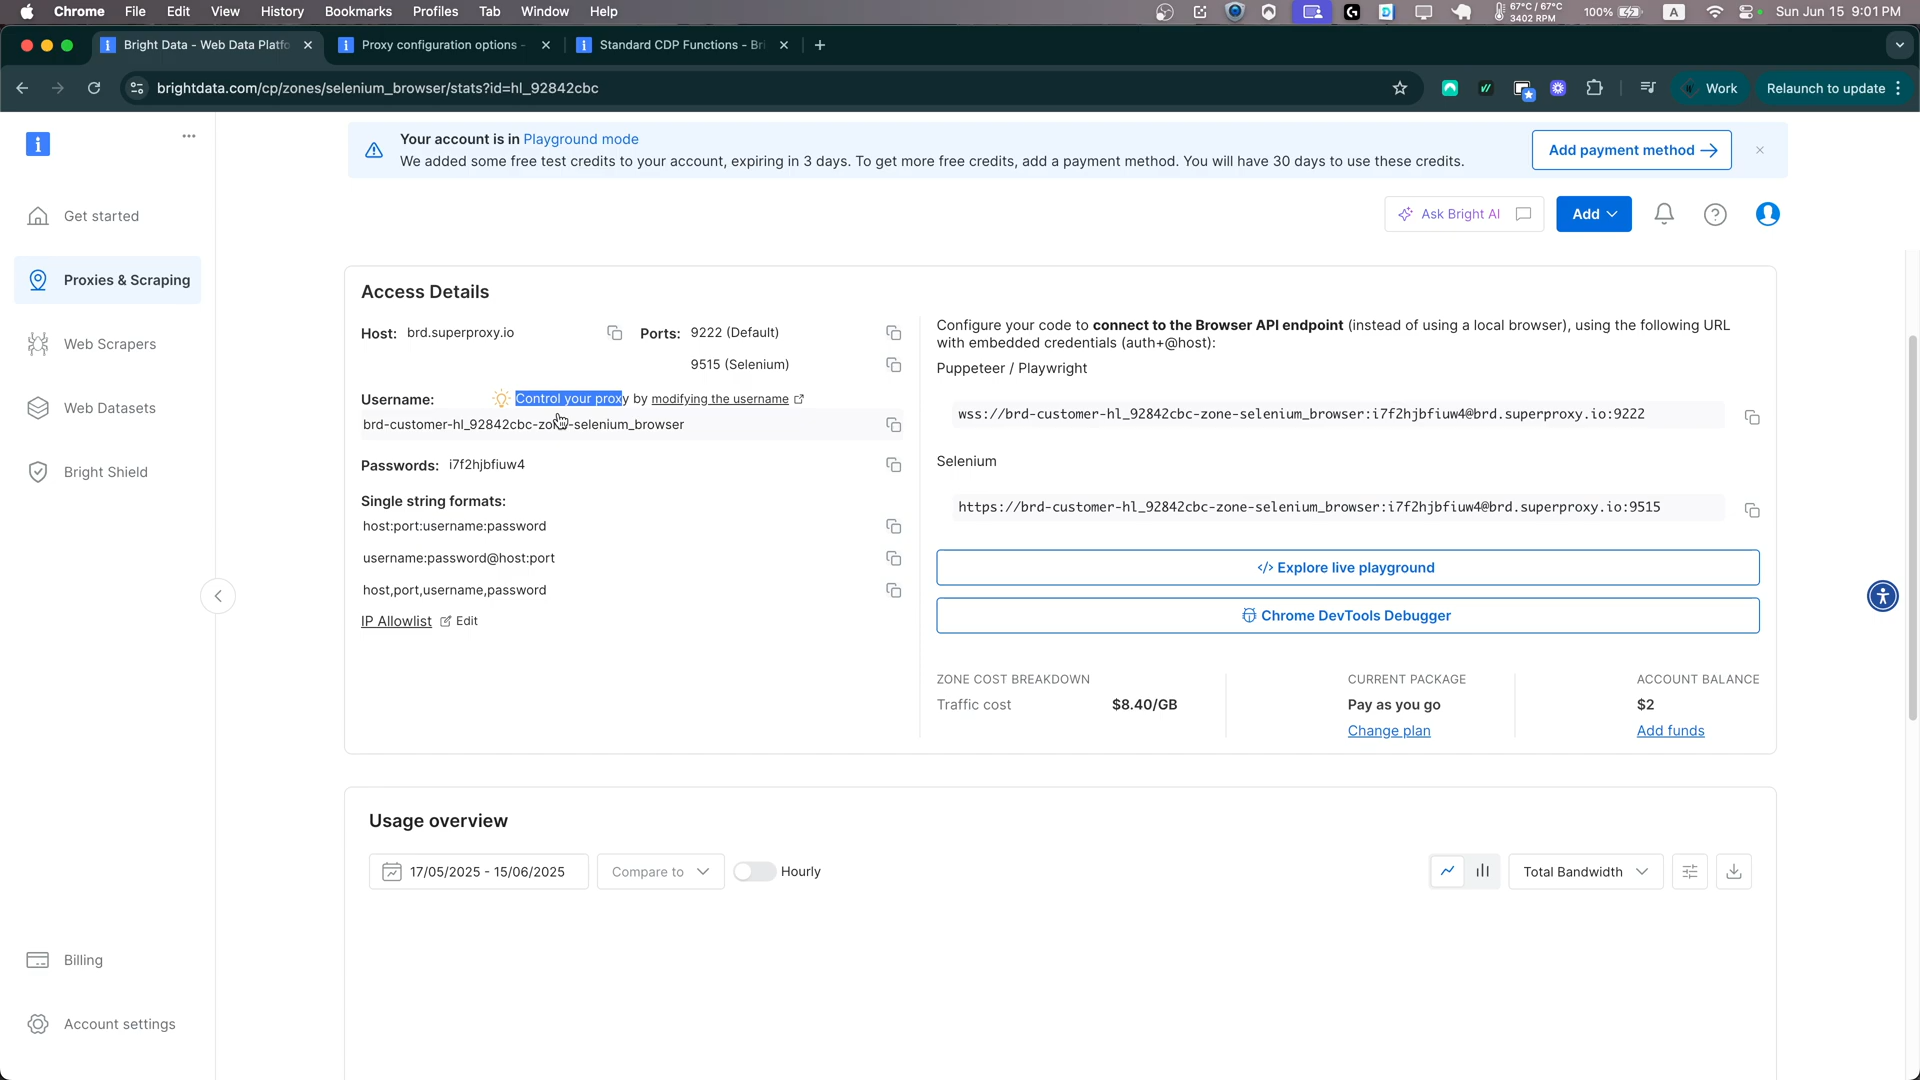 Chrome File Edit View History Bookmarks Profiles Tab Window Help
67°C / 67°C
3402 RPM
100%
A
Sun Jun 15 9:01 PM
Bright Data - Web Data Platfo
Proxy configuration options -
Standard CDP Functions - Bri
brightdata.com/cp/zones/selenium_browser/stats?id=hl_92842cbc
Work
Relaunch to update
Your account is in Playground mode
We added some free test credits to your account, expiring in 3 days. To get more free credits, add a payment method. You will have 30 days to use these credits.
Add payment method
Ask Bright AI
Add
Get started
Proxies & Scraping
Web Scrapers
Web Datasets
Bright Shield
Billing
Account settings
Access Details
Host: brd.superproxy.io
Ports: 9222 (Default)
9515 (Selenium)
Username:
Control your proxy by modifying the username
brd-customer-hl_92842cbc-zone-selenium_browser
Passwords: i7f2hjbfiuw4
Single string formats:
host:port:username:password
username:password@host:port
host,port,username,password
IP Allowlist Edit
Configure your code to connect to the Browser API endpoint (instead of using a local browser), using the following URL
with embedded credentials (auth+@host):
Puppeteer / Playwright
wss://brd-customer-hl_92842cbc-zone-selenium_browser:i7f2hjbfiuw4@brd.superproxy.io:9222
Selenium
https://brd-customer-hl_92842cbc-zone-selenium_browser:i7f2hjbfiuw4@brd.superproxy.io:9515
</> Explore live playground
Chrome DevTools Debugger
ZONE COST BREAKDOWN
Traffic cost $8.40/GB
CURRENT PACKAGE
Pay as you go
Change plan
ACCOUNT BALANCE
$2
Add funds
Usage overview
17/05/2025 - 15/06/2025
Compare to
Hourly
Total Bandwidth